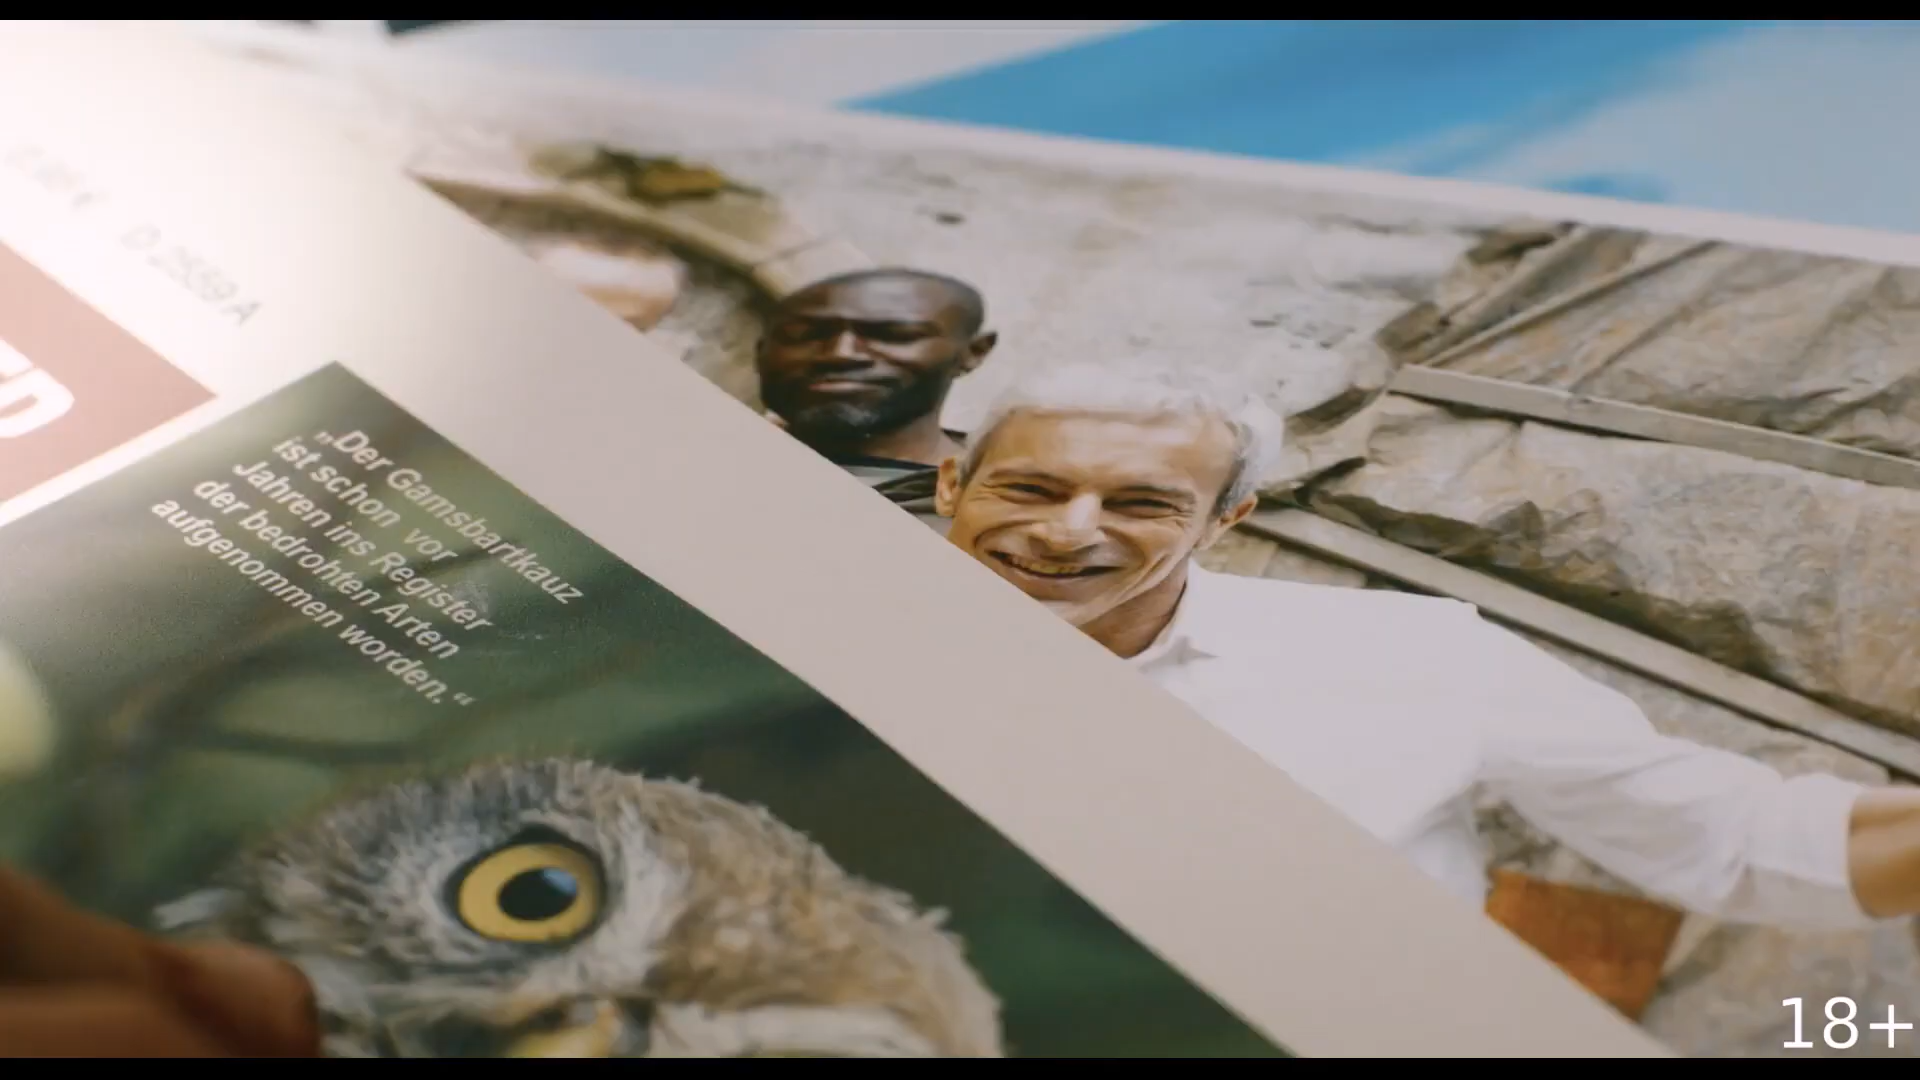 „Der Gamsbartkauz
ist schon vor
Jahren ins Register
der bedrohten Arten
aufgenommen worden.“
18+